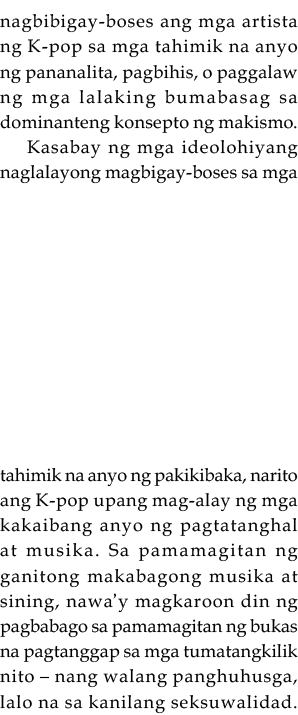 nagbibigay-boses ang mga artista
ng K-pop sa mga tahimik na anyo
ng pananalita, pagbihis, o paggalaw
ng mga lalaking bumabasag sa
dominanteng konsepto ng makismo.
Kasabay ng mga ideolohiyang
naglalayong magbigay-boses sa mga
tahimik na anyo ng pakikibaka, narito
ang K-pop upang mag-alay ng mga
kakaibang anyo ng pagtatanghal
at musika. Sa pamamagitan ng
ganitong makabagong musika at
sining, nawa'y magkaroon din ng
pagbabago sa pamamagitan ng bukas
na pagtanggap sa mga tumatangkilik
nito – nang walang panghuhusga,
lalo na sa kanilang seksuwalidad.